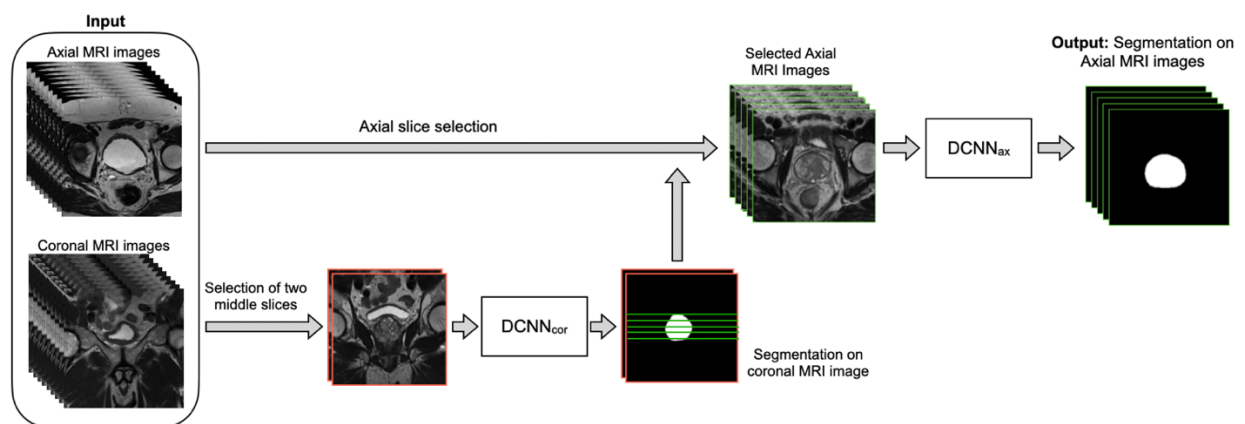 Input
Axial MRI images
Axial slice selection
Selected Axial
MRI Images
DCNNax
Output: Segmentation on
Axial MRI images
Coronal MRI images
Selection of two
middle slices
DCNNcor
Segmentation on
coronal MRI image